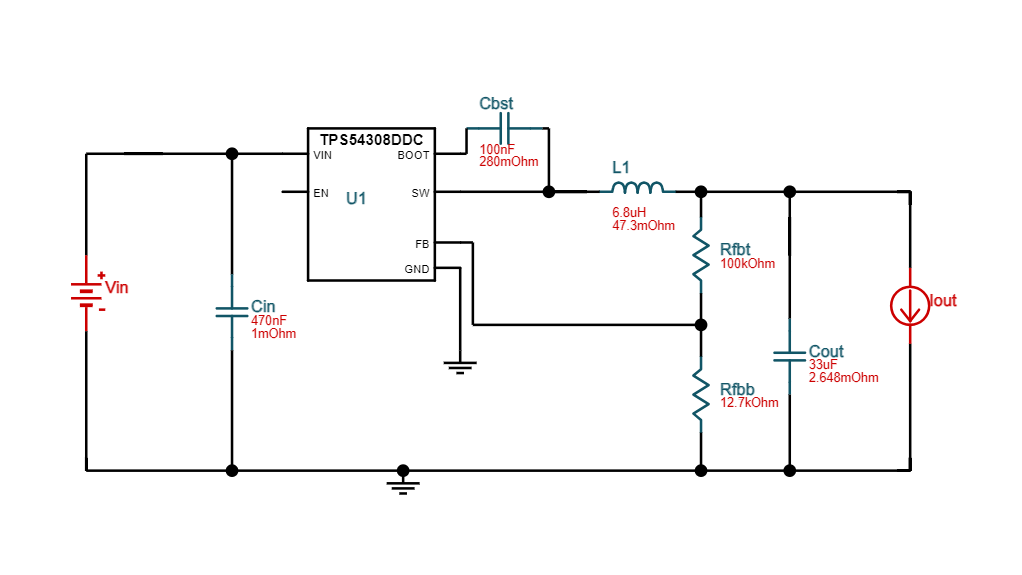 Cbst
100nF
280mOhm
TPS54308DDC
VIN
BOOT
EN
U1
SW
FB
GND
L1
6.8uH
47.3mOhm
Rfbt
100kOhm
Vin
+
-
Cin
470nF
1mOhm
Iout
Cout
33uF
2.648mOhm
Rfbb
12.7kOhm